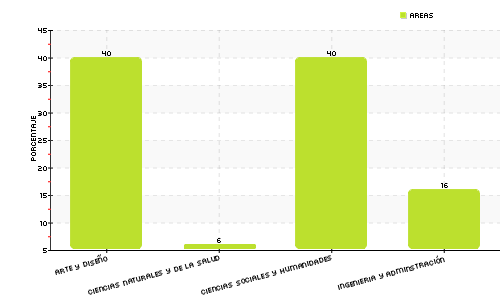 AREAS
PORCENTAJE
45
40
35
30
25
20
15
10
5
40
6
40
16
ARTE Y DISEÑO
CIENCIAS NATURALES Y DE LA SALUD
CIENCIAS SOCIALES Y HUMANIDADES
INGENIERIA Y ADMINSTRACIÓN